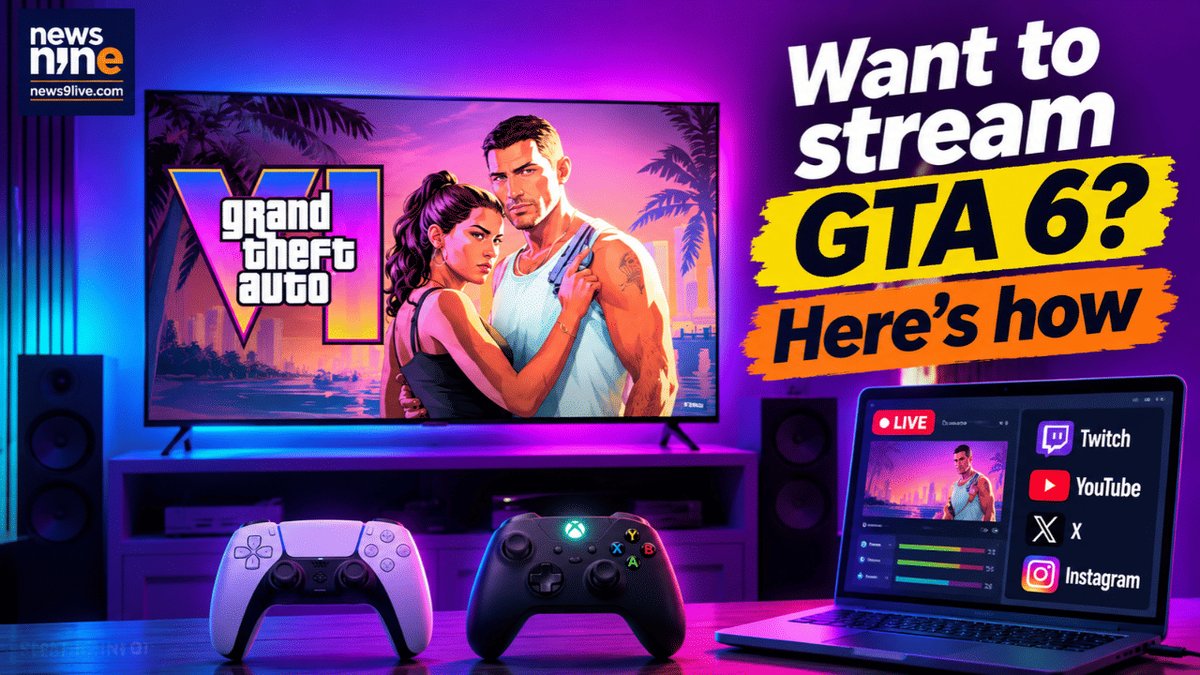 news
nine
news9live.com
Want to
stream
GTA 6?
Here's how
VI
grand
theft
auto
LIVE
Twitch
YouTube
X
Instagram
Y
X
B
A